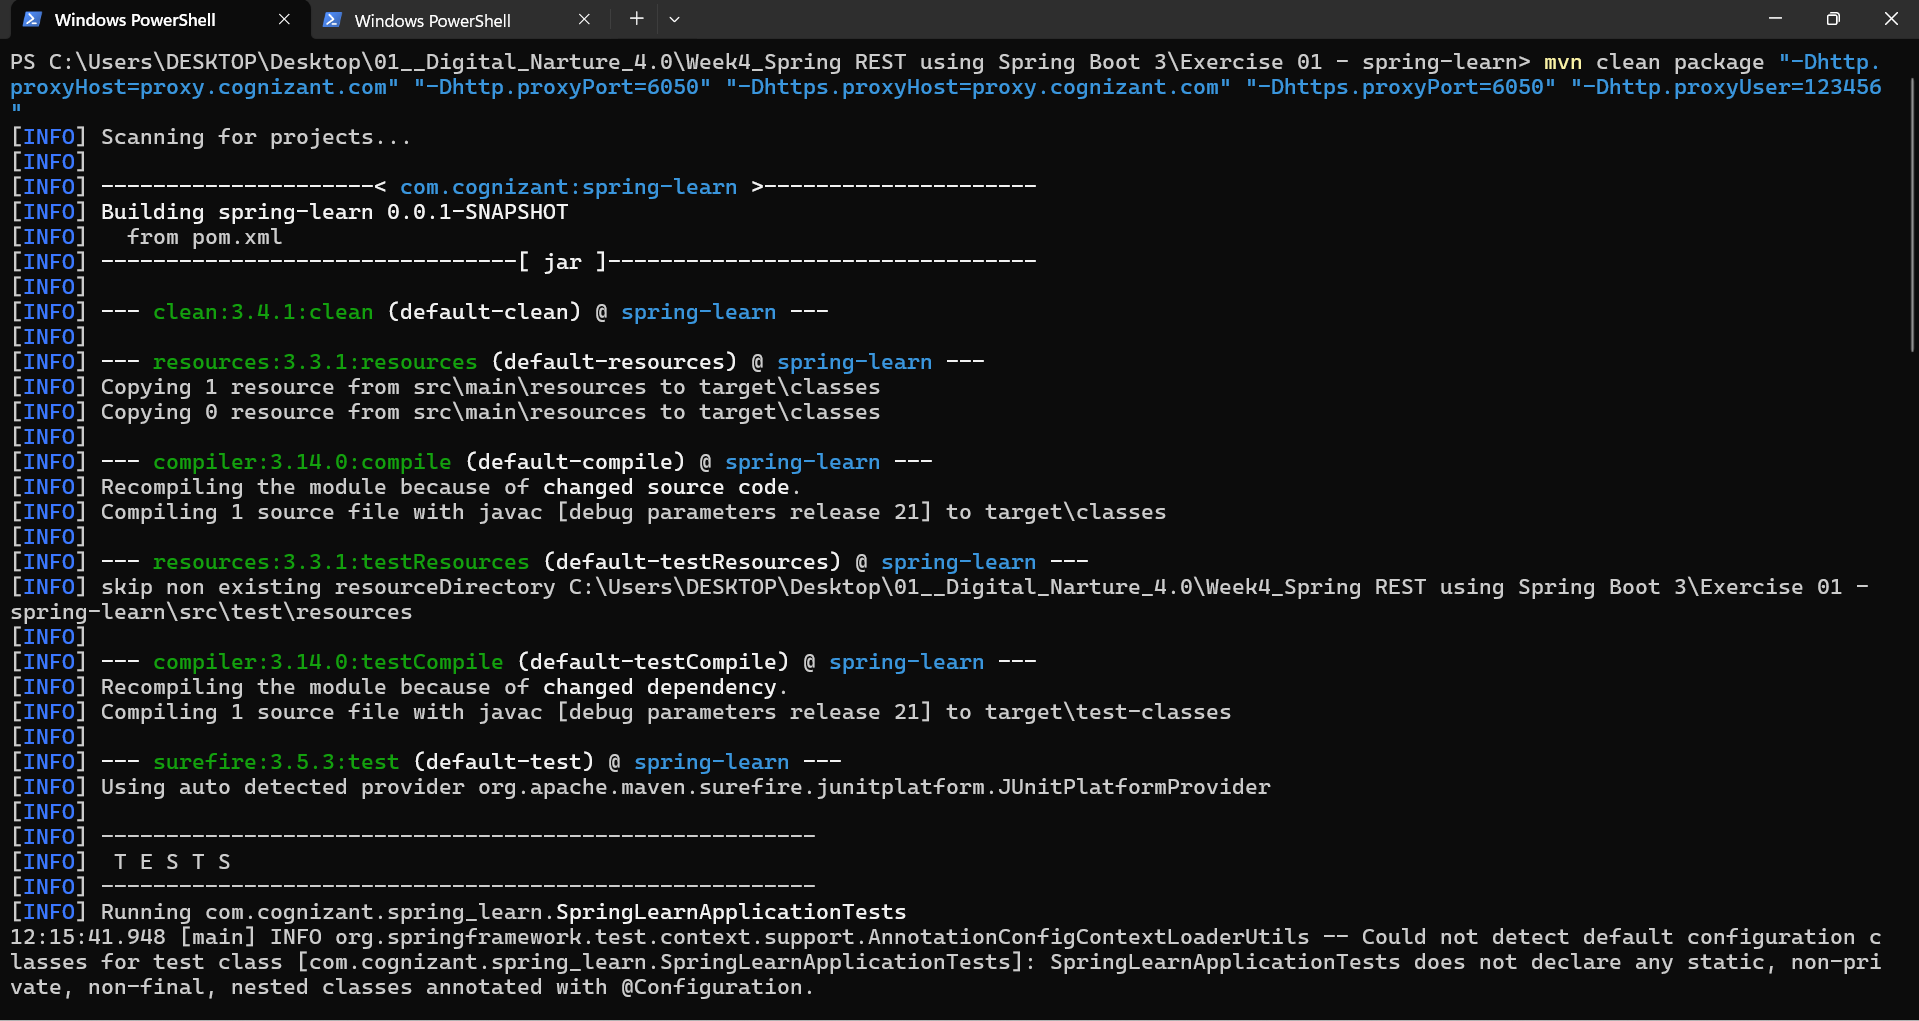 Windows PowerShell
Windows PowerShell
PS C:\Users\DESKTOP\Desktop\01__Digital_Narture_4.0\Week4_Spring REST using Spring Boot 3\Exercise 01 - spring-learn> mvn clean package "-Dhttp.
proxyHost=proxy.cognizant.com" "-Dhttp.proxyPort=6050" "-Dhttps.proxyHost=proxy.cognizant.com" "-Dhttps.proxyPort=6050" "-Dhttp.proxyUser=123456
"
[INFO] Scanning for projects...
[INFO]
[INFO] ---------------------< com.cognizant:spring-learn >---------------------
[INFO] Building spring-learn 0.0.1-SNAPSHOT
[INFO]   from pom.xml
[INFO] --------------------------------[ jar ]---------------------------------
[INFO]
[INFO] --- clean:3.4.1:clean (default-clean) @ spring-learn ---
[INFO]
[INFO] --- resources:3.3.1:resources (default-resources) @ spring-learn ---
[INFO] Copying 1 resource from src\main\resources to target\classes
[INFO] Copying 0 resource from src\main\resources to target\classes
[INFO]
[INFO] --- compiler:3.14.0:compile (default-compile) @ spring-learn ---
[INFO] Recompiling the module because of changed source code.
[INFO] Compiling 1 source file with javac [debug parameters release 21] to target\classes
[INFO]
[INFO] --- resources:3.3.1:testResources (default-testResources) @ spring-learn ---
[INFO] skip non existing resourceDirectory C:\Users\DESKTOP\Desktop\01__Digital_Narture_4.0\Week4_Spring REST using Spring Boot 3\Exercise 01 -
spring-learn\src\test\resources
[INFO]
[INFO] --- compiler:3.14.0:testCompile (default-testCompile) @ spring-learn ---
[INFO] Recompiling the module because of changed dependency.
[INFO] Compiling 1 source file with javac [debug parameters release 21] to target\test-classes
[INFO]
[INFO] --- surefire:3.5.3:test (default-test) @ spring-learn ---
[INFO] Using auto detected provider org.apache.maven.surefire.junitplatform.JUnitPlatformProvider
[INFO]
[INFO] -------------------------------------------------------
[INFO]  T E S T S
[INFO] -------------------------------------------------------
[INFO] Running com.cognizant.spring_learn.SpringLearnApplicationTests
12:15:41.948 [main] INFO org.springframework.test.context.support.AnnotationConfigContextLoaderUtils -- Could not detect default configuration c
lasses for test class [com.cognizant.spring_learn.SpringLearnApplicationTests]: SpringLearnApplicationTests does not declare any static, non-pri
vate, non-final, nested classes annotated with @Configuration.